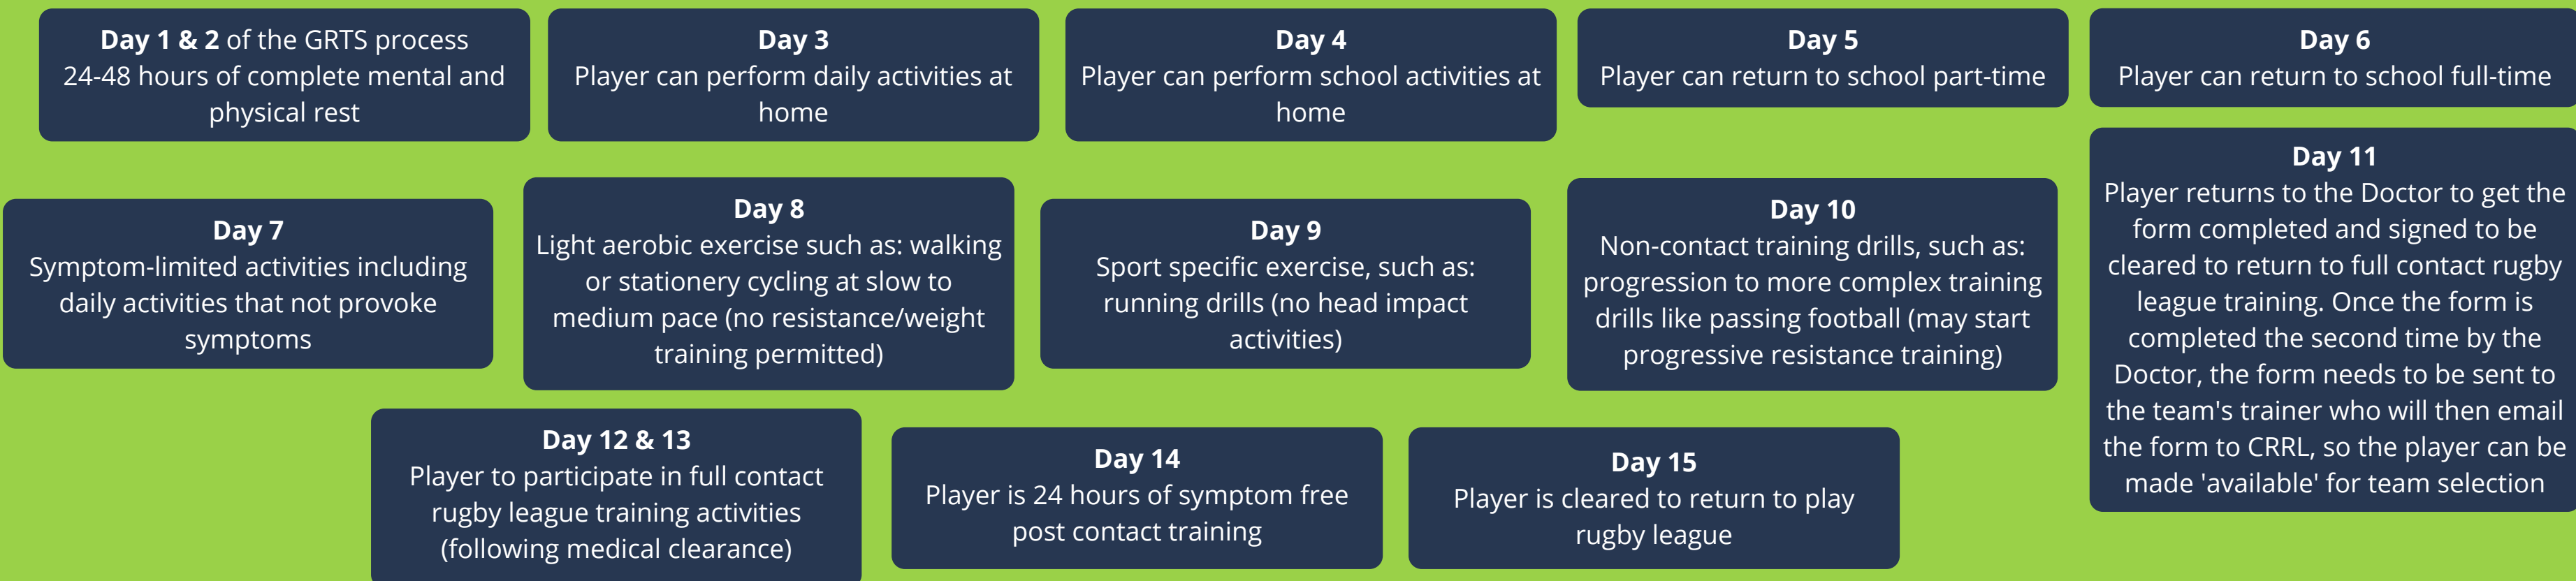 Day 1 & 2 of the GRTS process
24-48 hours of complete mental and
physical rest
Day 3
Player can perform daily activities at
home
Day 4
Player can perform school activities at
home
Day 5
Player can return to school part-time
Day 6
Player can return to school full-time
Day 7
Symptom-limited activities including
daily activities that not provoke
symptoms
Day 8
Light aerobic exercise such as: walking
or stationery cycling at slow to
medium pace (no resistance/weight
training permitted)
Day 9
Sport specific exercise, such as:
running drills (no head impact
activities)
Day 10
Non-contact training drills, such as:
progression to more complex training
drills like passing football (may start
progressive resistance training)
Day 11
Player returns to the Doctor to get the
form completed and signed to be
cleared to return to full contact rugby
league training. Once the form is
completed the second time by the
Doctor, the form needs to be sent to
the team's trainer who will then email
the form to CRRL, so the player can be
made 'available' for team selection
Day 12 & 13
Player to participate in full contact
rugby league training activities
(following medical clearance)
Day 14
Player is 24 hours of symptom free
post contact training
Day 15
Player is cleared to return to play
rugby league